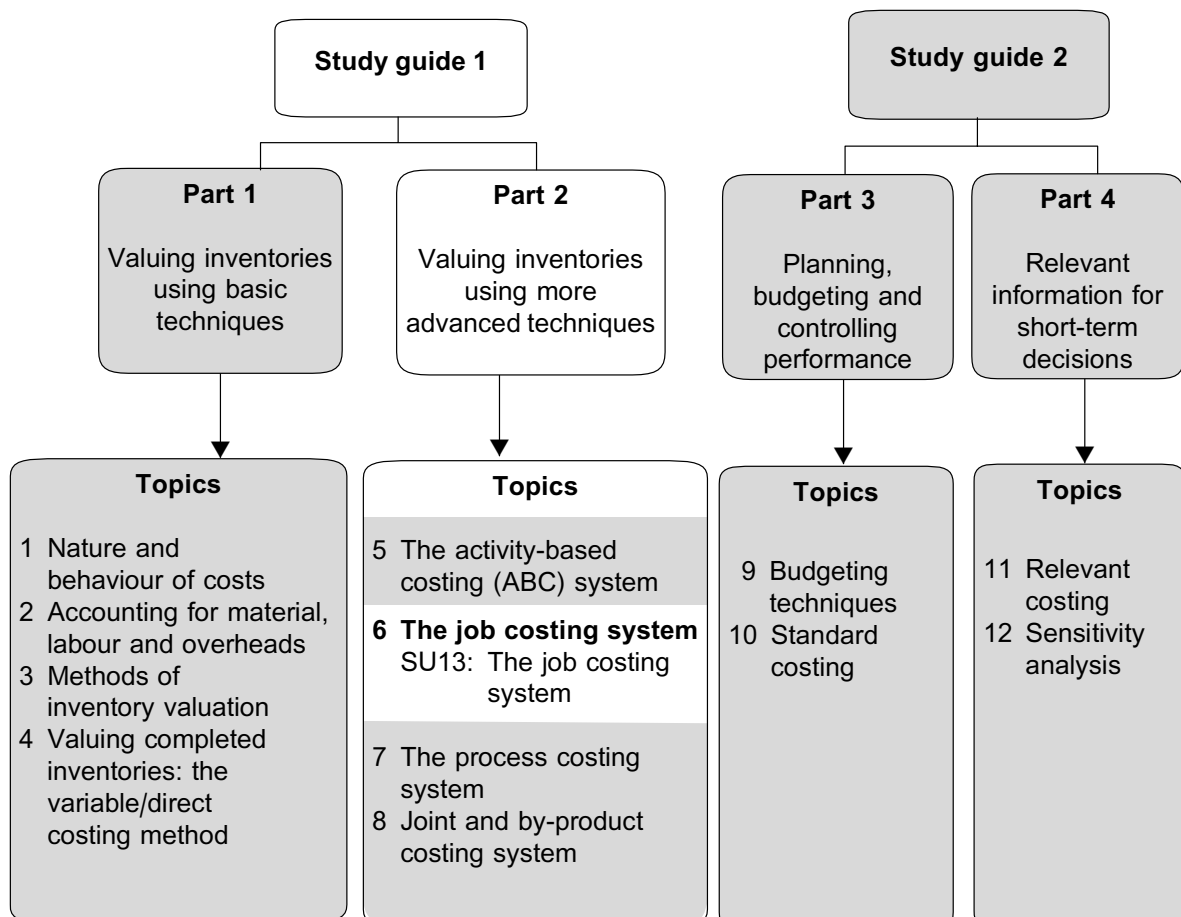 Study guide 1
Study guide 2
Part 1
Valuing inventories
using basic
techniques
Part 2
Valuing inventories
using more
advanced techniques
Part 3
Planning,
budgeting and
controlling
performance
Part 4
Relevant
information for
short-term
decisions
Topics
1 Nature and
behaviour of costs
2 Accounting for material,
labour and overheads
3 Methods of
inventory valuation
4 Valuing completed
inventories: the
variable/direct
costing method
Topics
5 The activity-based
costing (ABC) system
6 The job costing system
SU13: The job costing
system
7 The process costing
system
8 Joint and by-product
costing system
Topics
9 Budgeting
techniques
10 Standard
costing
Topics
11 Relevant
costing
12 Sensitivity
analysis